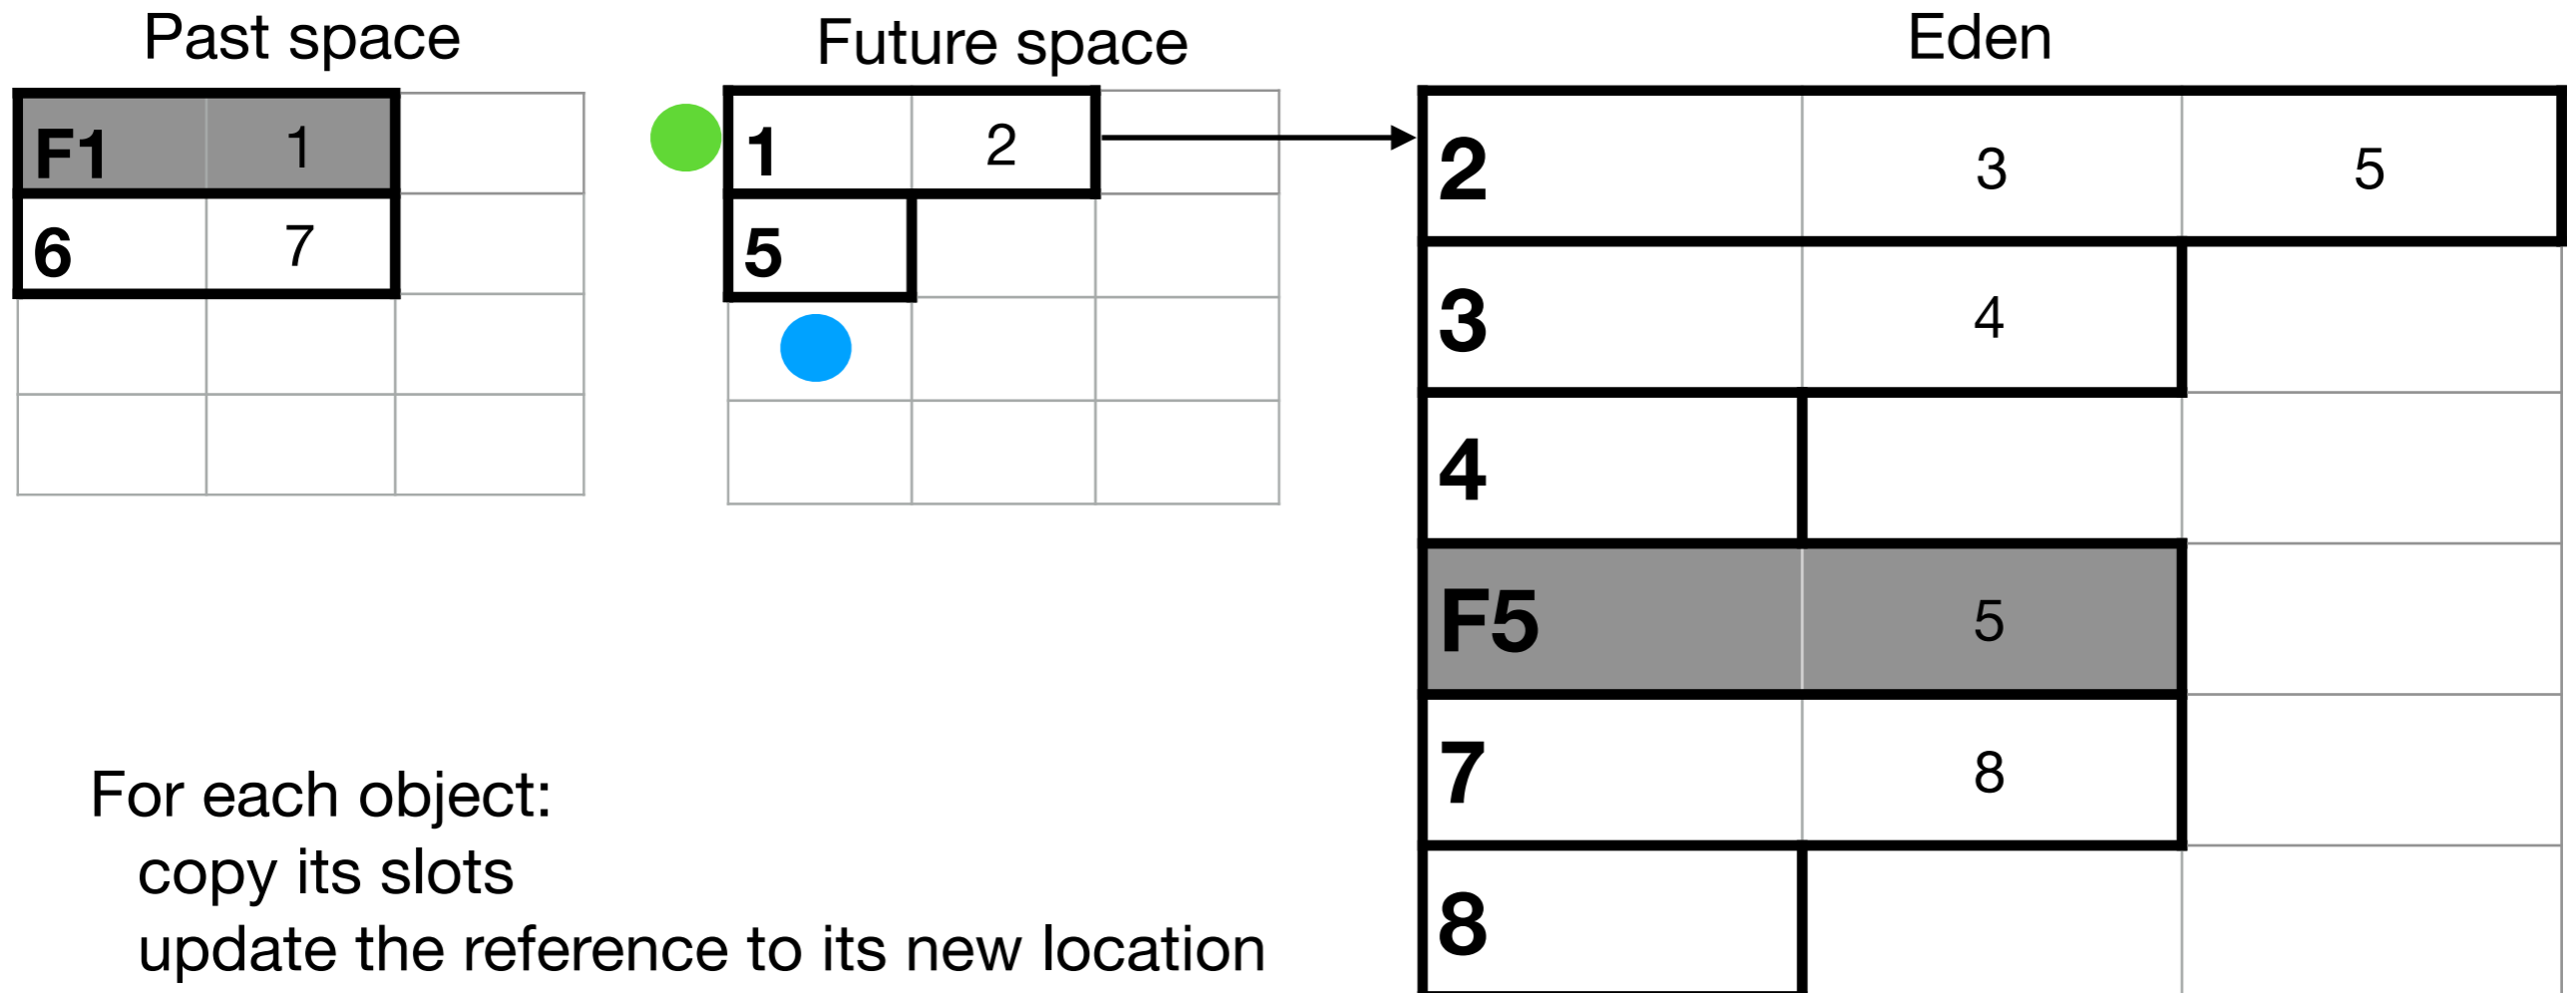 Past space
Future space
Eden
F1 1
6 7
1 2
5
2 3 5
3 4
4
F5 5
7 8
8
For each object:
copy its slots
update the reference to its new location